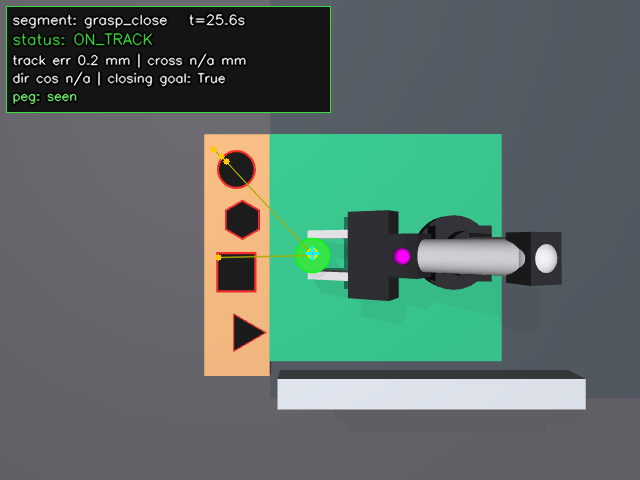 segment: grasp_close t=25.6s
status: ON_TRACK
track err 0.2 mm | cross n/a mm
dir cos n/a | closing goal: True
peg: seen